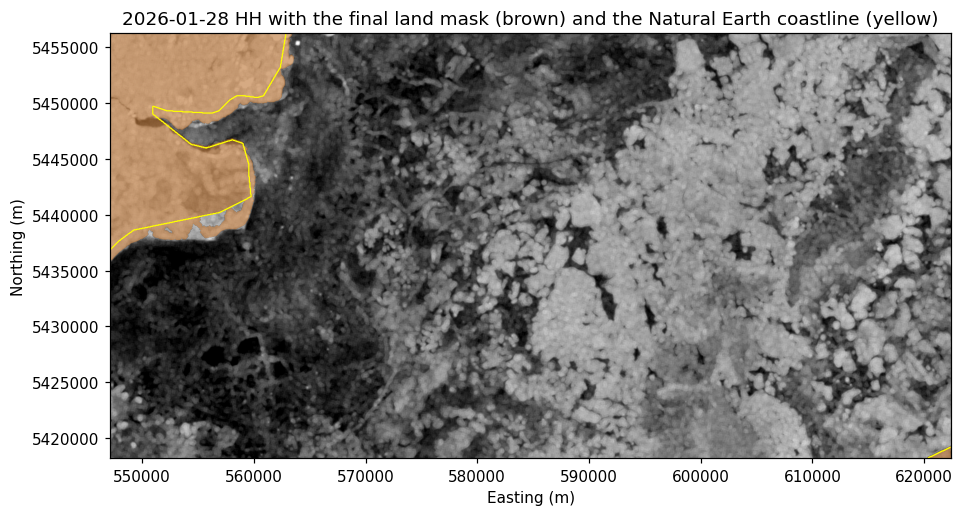 2026-01-28 HH with the final land mask (brown) and the Natural Earth coastline (yellow)
5455000
5450000
5445000
5440000
5435000
5430000
5425000
5420000
Northing (m)
550000 560000 570000 580000 590000 600000 610000 620000
Easting (m)